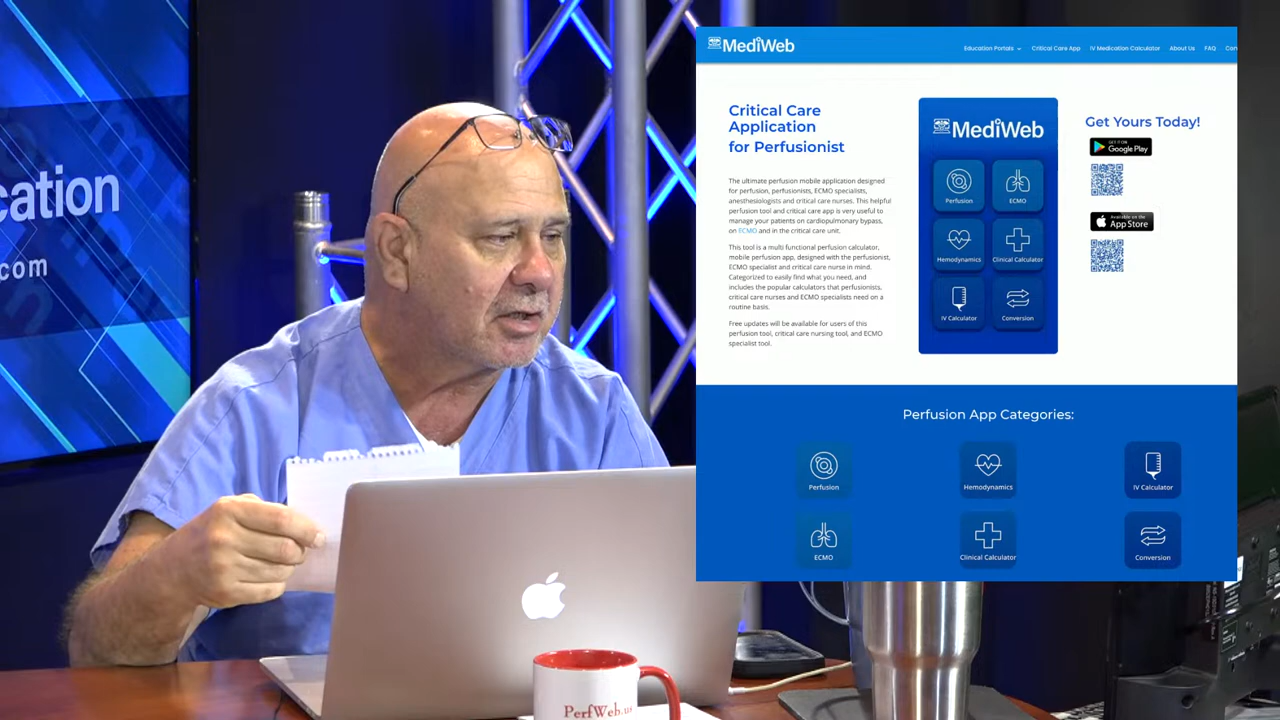 cation
.com
MediWeb
Education Portals
Critical Care App
IV Medication Calculator
About Us
FAQ
Con
Critical Care
Application
for Perfusionist
The ultimate perfusion mobile application designed
for perfusion, perfusionists, ECMO specialists,
anesthesiologists and critical care nurses. This helpful
perfusion tool and critical care app is very useful to
manage your patients on cardiopulmonary bypass,
on ECMO and in the critical care unit.
This tool is a multi functional perfusion calculator,
mobile perfusion app, designed with the perfusionist,
ECMO specialist and critical care nurse in mind.
Categorized to easily find what you need, and
includes the popular calculators that perfusionists,
critical care nurses and ECMO specialists need on a
routine basis.
Free updates will be available for users of this
perfusion tool, critical care nursing tool, and ECMO
specialist tool.
MediWeb
Perfusion
ECMO
Hemodynamics
Clinical Calculator
IV Calculator
Conversion
Get Yours Today!
GET IT ON
Google Play
Available on the
App Store
Perfusion App Categories:
Perfusion
Hemodynamics
IV Calculator
ECMO
Clinical Calculator
Conversion
PerfWeb.us